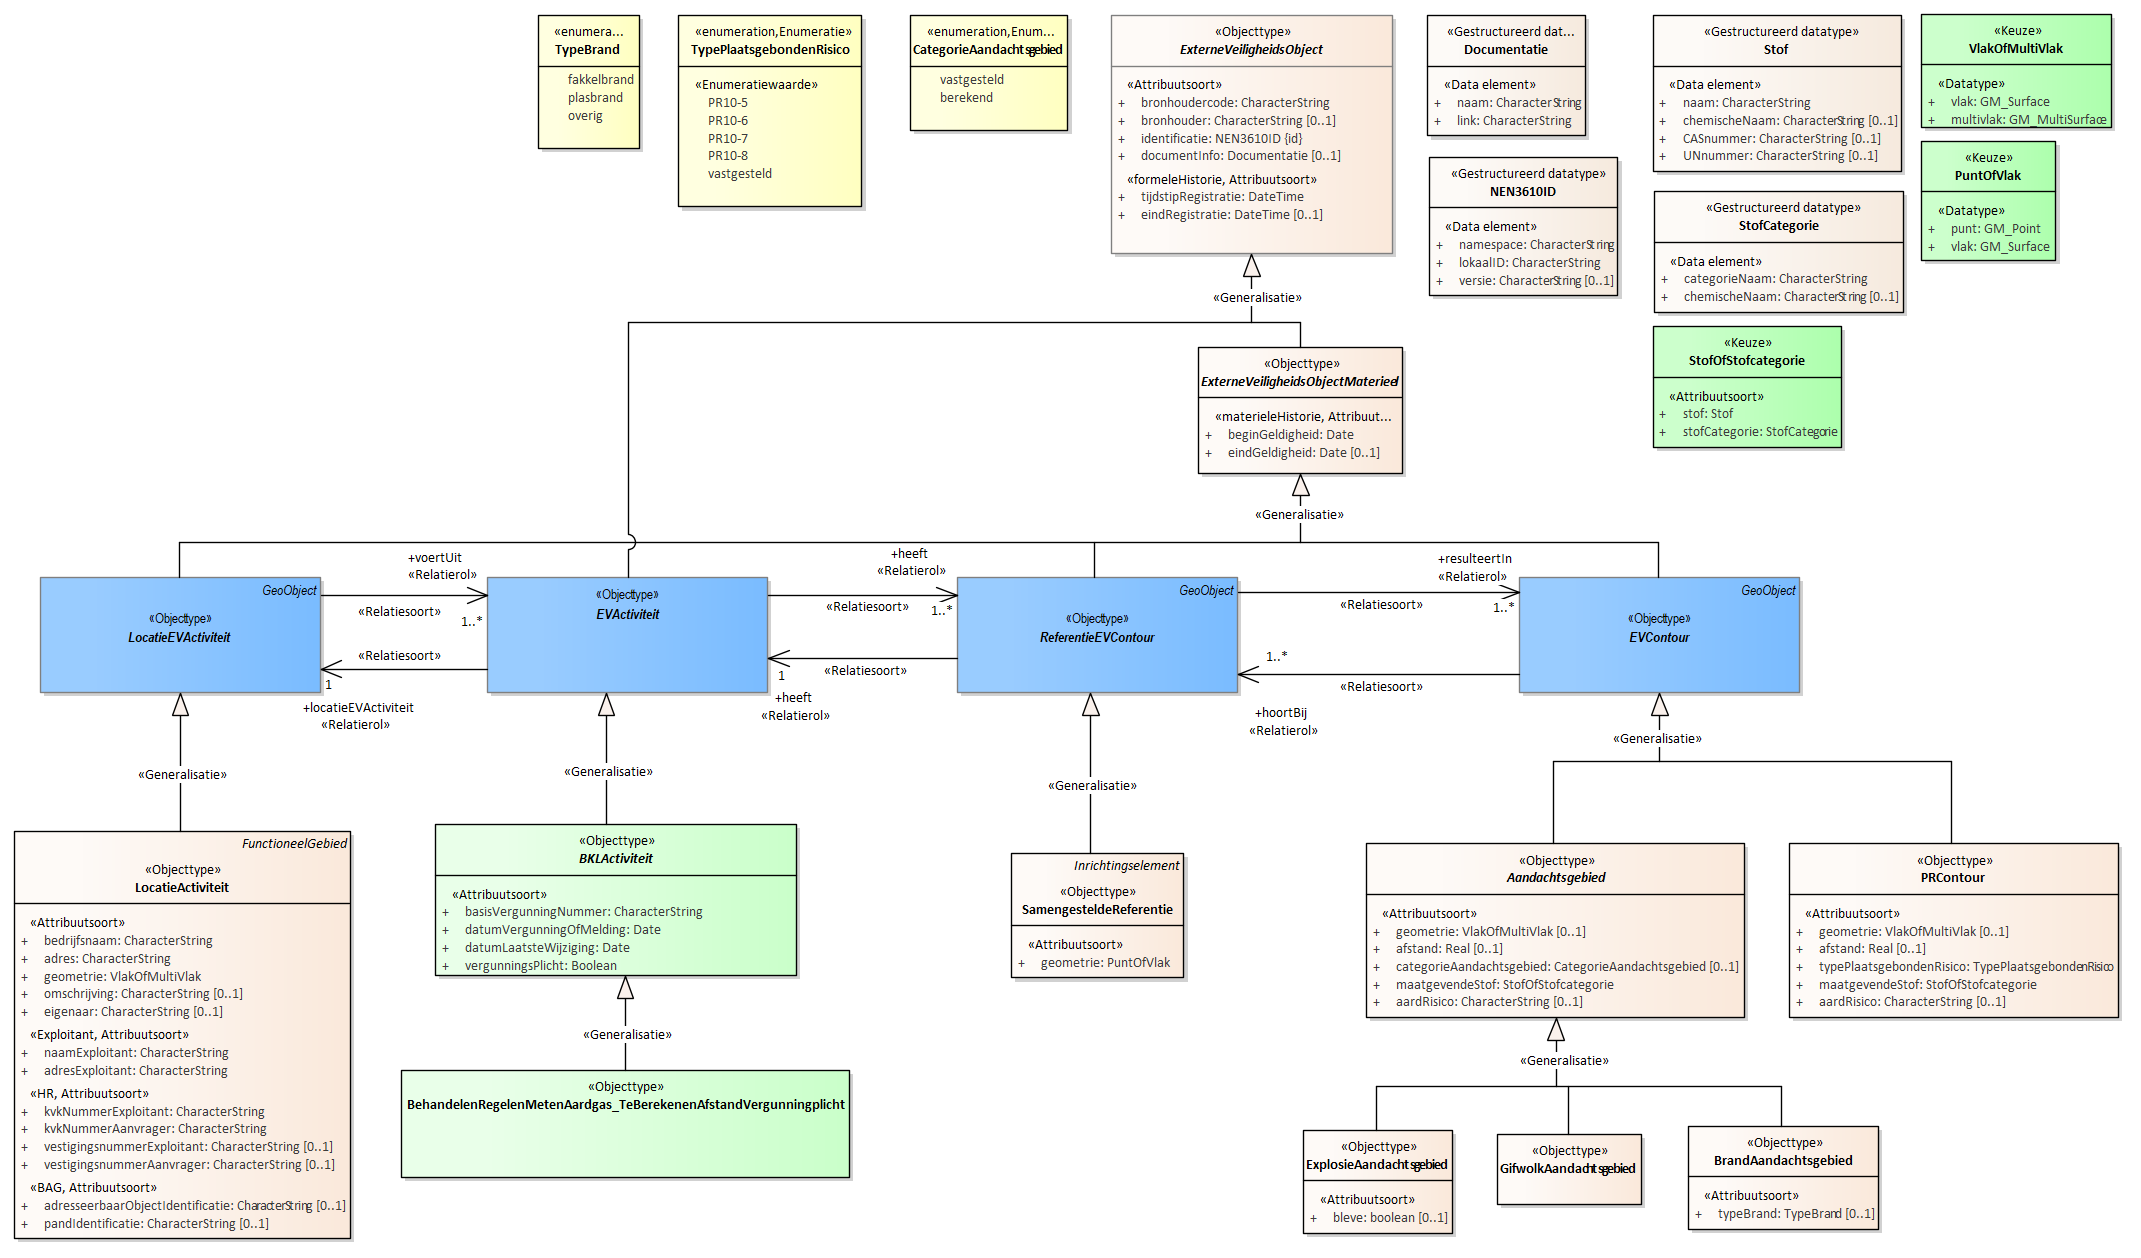 «enumera...
TypeBrand
fakkelbrand
plasbrand
overig
«enumeration,Enumeratie»
TypePlaatsgebondenRisico
«Enumeratiewaarde»
PR10-5
PR10-6
PR10-7
PR10-8
vastgesteld
«enumeration,Enum...
CategorieAandachtsgebied
vastgesteld
berekend
«Objecttype»
ExterneVeiligheidsObject
«Attribuutsoort»
+ bronhoudercode: CharacterString
+ bronhouder: CharacterString [0..1]
+ identificatie: NEN3610ID {id}
+ documentInfo: Documentatie [0..1]
«formeleHistorie, Attribuutsoort»
+ tijdstipRegistratie: DateTime
+ eindRegistratie: DateTime [0..1]
«Gestructureerd dat...
Documentatie
«Data element»
+ naam: CharacterString
+ link: CharacterString
«Gestructureerd datatype»
NEN3610ID
«Data element»
+ namespace: CharacterString
+ lokaalID: CharacterString
+ versie: CharacterString [0..1]
«Gestructureerd datatype»
Stof
«Data element»
+ naam: CharacterString
+ chemischeNaam: CharacterString [0..1]
+ CASnummer: CharacterString [0..1]
+ UNnummer: CharacterString [0..1]
«Gestructureerd datatype»
StofCategorie
«Data element»
+ categorieNaam: CharacterString
+ chemischeNaam: CharacterString [0..1]
«Keuze»
StofOfStofcategorie
«Attribuutsoort»
+ stof: Stof
+ stofCategorie: StofCategorie
«Keuze»
VlakOfMultiVlak
«Datatype»
+ vlak: GM_Surface
+ multivlak: GM_MultiSurface
«Keuze»
PuntOfVlak
«Datatype»
+ punt: GM_Point
+ vlak: GM_Surface
«Generalisatie»
«Objecttype»
ExterneVeiligheidsObjectMaterieel
«materieleHistorie, Attribuut...
+ beginGeldigheid: Date
+ eindGeldigheid: Date [0..1]
«Generalisatie»
GeoObject
«Objecttype»
LocatieEVActiviteit
+voertUit
«Relatierol»
«Relatiesoort»
1..*
«Relatiesoort»
1
+locatieEVActiviteit
«Relatierol»
«Objecttype»
EVActiviteit
+heeft
«Relatierol»
«Relatiesoort»
1..*
«Relatiesoort»
1
+heeft
«Relatierol»
GeoObject
«Objecttype»
ReferentieEVContour
+resulteertIn
«Relatierol»
«Relatiesoort»
1..*
1..*
«Relatiesoort»
+hoortBij
«Relatierol»
GeoObject
«Objecttype»
EVContour
«Generalisatie»
«Generalisatie»
«Generalisatie»
«Generalisatie»
FunctioneelGebied
«Objecttype»
LocatieActiviteit
«Attribuutsoort»
+ bedrijfsnaam: CharacterString
+ adres: CharacterString
+ geometrie: VlakOfMultiVlak
+ omschrijving: CharacterString [0..1]
+ eigenaar: CharacterString [0..1]
«Exploitant, Attribuutsoort»
+ naamExploitant: CharacterString
+ adresExploitant: CharacterString
«HR, Attribuutsoort»
+ kvkNummerExploitant: CharacterString
+ kvkNummerAanvrager: CharacterString
+ vestigingsnummerExploitant: CharacterString [0..1]
+ vestigingsnummerAanvrager: CharacterString [0..1]
«BAG, Attribuutsoort»
+ adresseerbaarObjectIdentificatie: CharacterString [0..1]
+ pandIdentificatie: CharacterString [0..1]
«Objecttype»
BKLActiviteit
«Attribuutsoort»
+ basisVergunningNummer: CharacterString
+ datumVergunningOfMelding: Date
+ datumLaatsteWijziging: Date
+ vergunningsPlicht: Boolean
«Generalisatie»
«Objecttype»
BehandelenRegelenMetenAardgas_TeBerekenenAfstandVergunningplicht
Inrichtingselement
«Objecttype»
SamengesteldeReferentie
«Attribuutsoort»
+ geometrie: PuntOfVlak
«Objecttype»
Aandachtsgebied
«Attribuutsoort»
+ geometrie: VlakOfMultiVlak [0..1]
+ afstand: Real [0..1]
+ categorieAandachtsgebied: CategorieAandachtsgebied [0..1]
+ maatgevendeStof: StofOfStofcategorie
+ aardRisico: CharacterString [0..1]
«Objecttype»
PRContour
«Attribuutsoort»
+ geometrie: VlakOfMultiVlak [0..1]
+ afstand: Real [0..1]
+ typePlaatsgebondenRisico: TypePlaatsgebondenRisico
+ maatgevendeStof: StofOfStofcategorie
+ aardRisico: CharacterString [0..1]
«Generalisatie»
«Objecttype»
ExplosieAandachtsgebied
«Attribuutsoort»
+ bleve: boolean [0..1]
«Objecttype»
GifwolkAandachtsgebied
«Objecttype»
BrandAandachtsgebied
«Attribuutsoort»
+ typeBrand: TypeBrand [0..1]